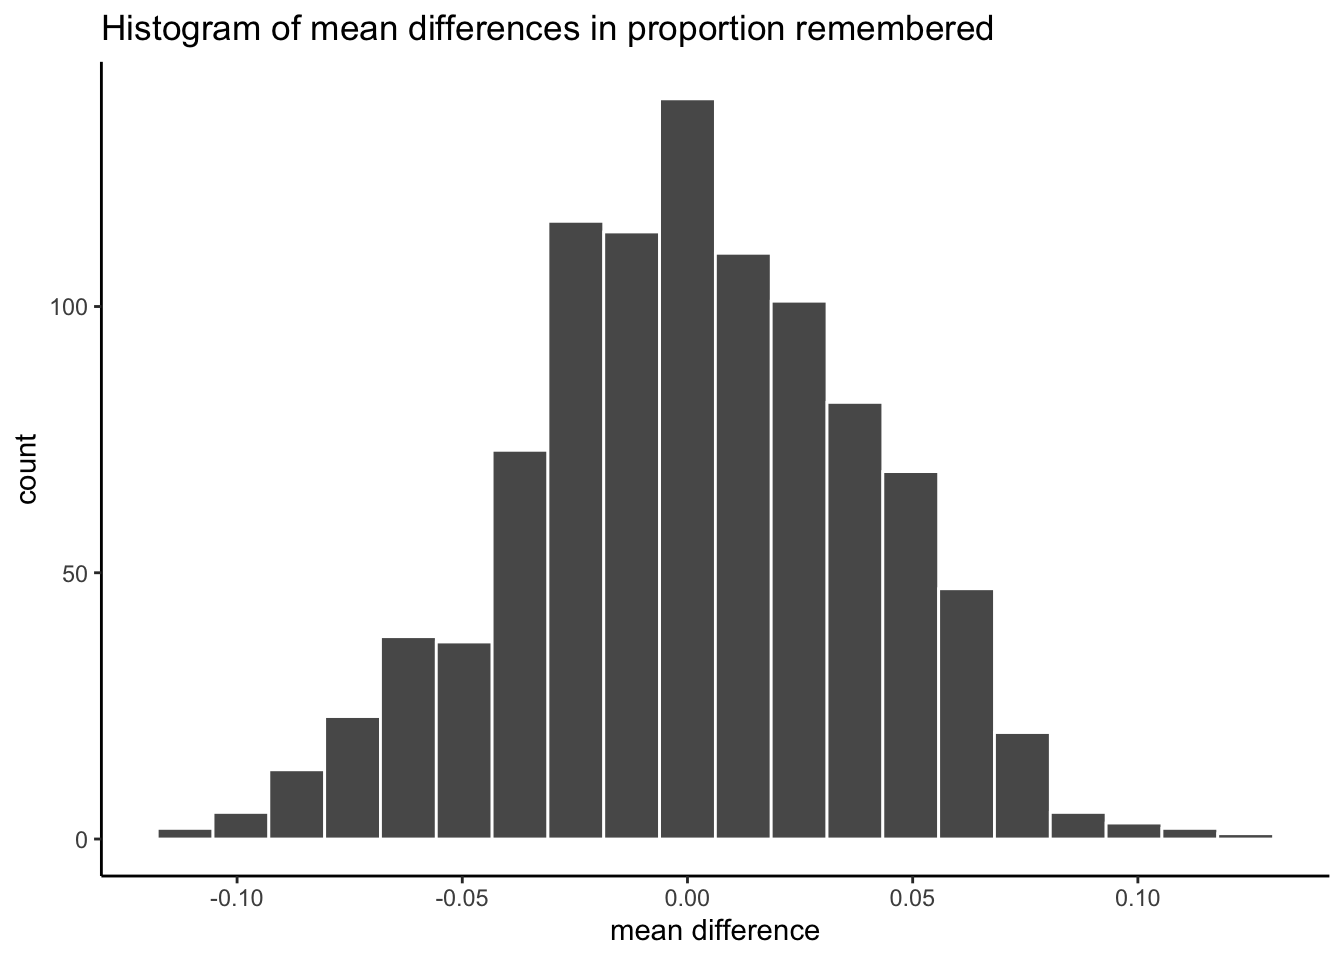 Histogram of mean differences in proportion remembered
count
100
50
0
-0.10 -0.05 0.00 0.05 0.10
mean difference